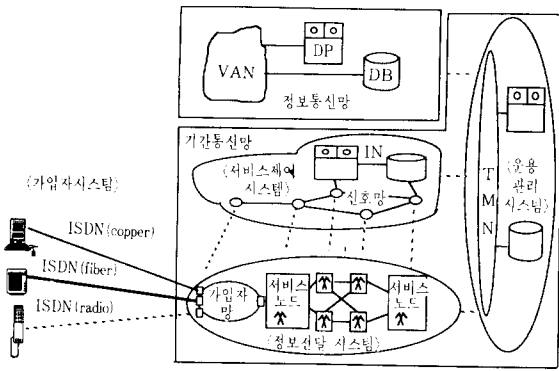 VAN
DP
DB
정보통신망
기간통신망
IN
(서비스제어
시스템)
신호망
T
M
N
(운용
관리
시스템)
(가입자시스팀)
ISDN(copper)
ISDN(fiber)
ISDN(radio)
가입자
망
서비스
노드
서비스
노드
(정보전달 시스팀)